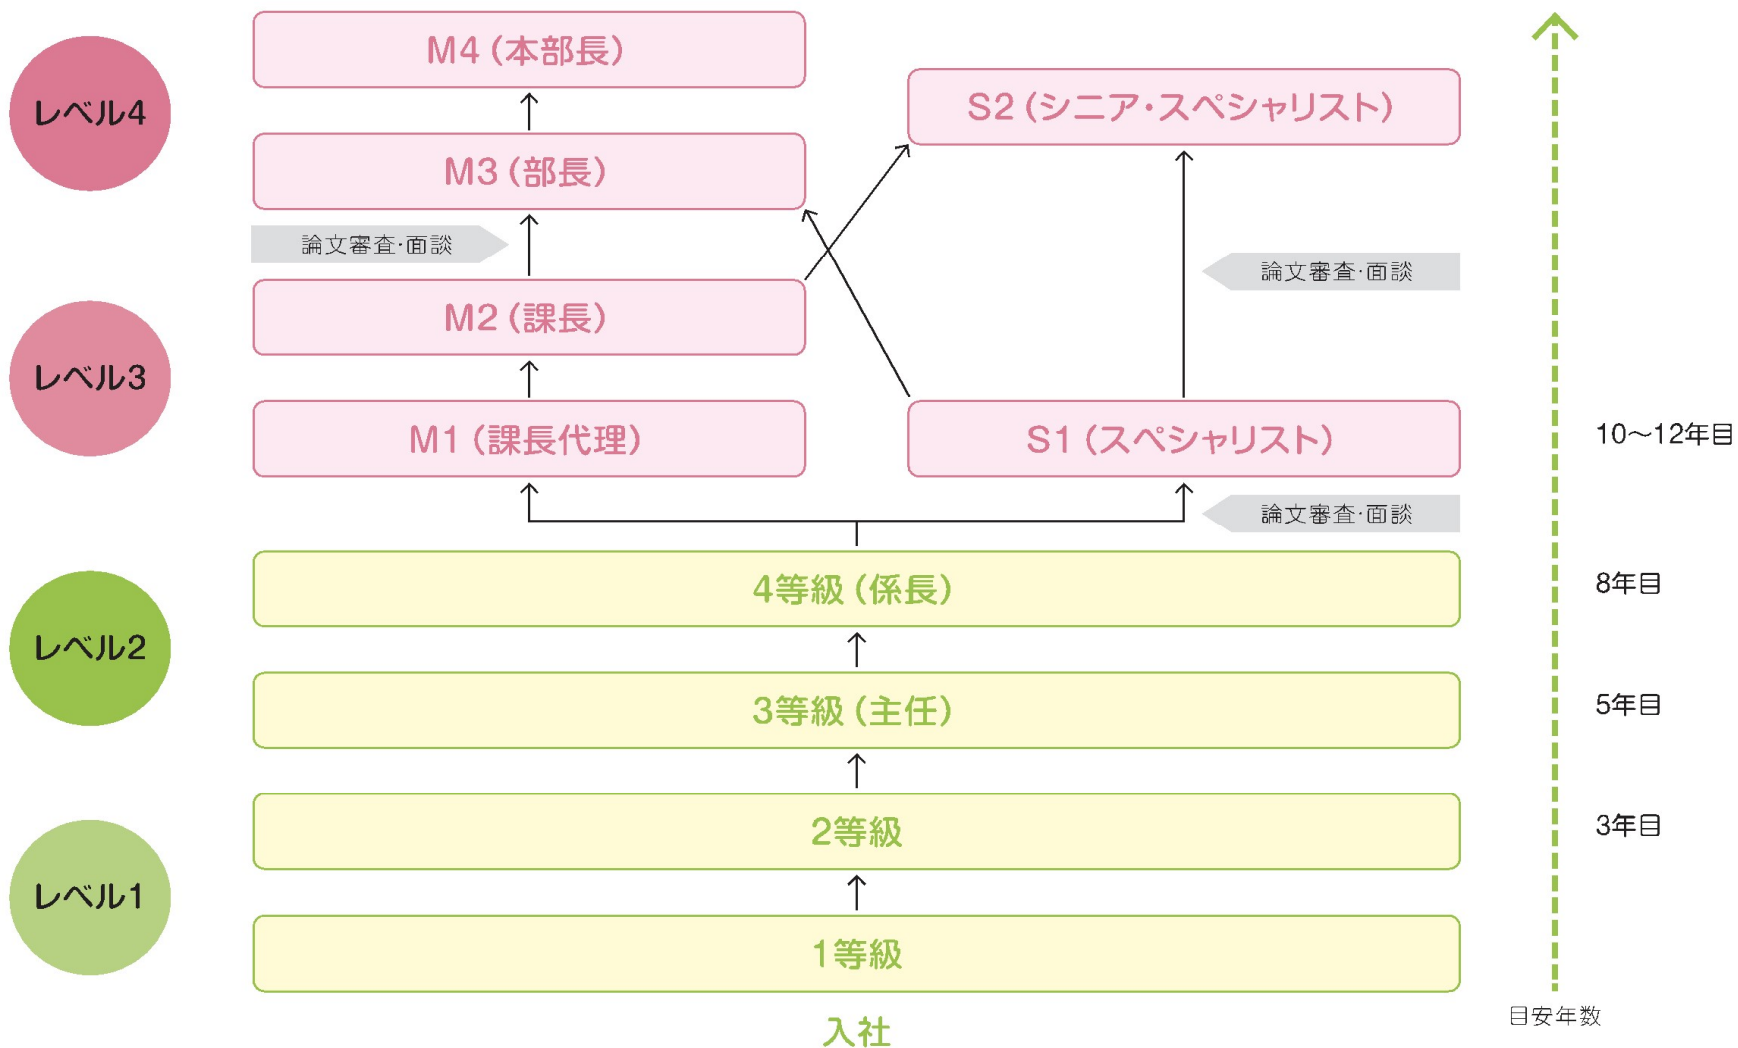 M4（本部長）
レベル4
S2（シニア・スペシャリスト）
M3（部長）
論文審査・面談
論文審査・面談
M2（課長）
レベル3
M1（課長代理）
S1（スペシャリスト）
10～12年目
論文審査・面談
4等級（係長）
8年目
レベル2
3等級（主任）
5年目
2等級
3年目
レベル1
1等級
入社
目安年数